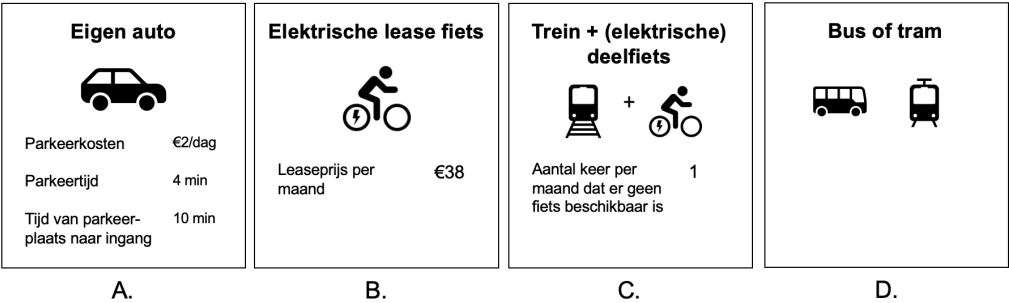 Eigen auto
Parkeerkosten €2/dag
Parkeertijd 4 min
Tijd van parkeer- 10 min
plaats naar ingang
A.
Elektrische lease fiets
Leaseprijs per €38
maand
B.
Trein + (elektrische)
deelfiets
+
Aantal keer per 1
maand dat er geen
fiets beschikbaar is
C.
Bus of tram
D.